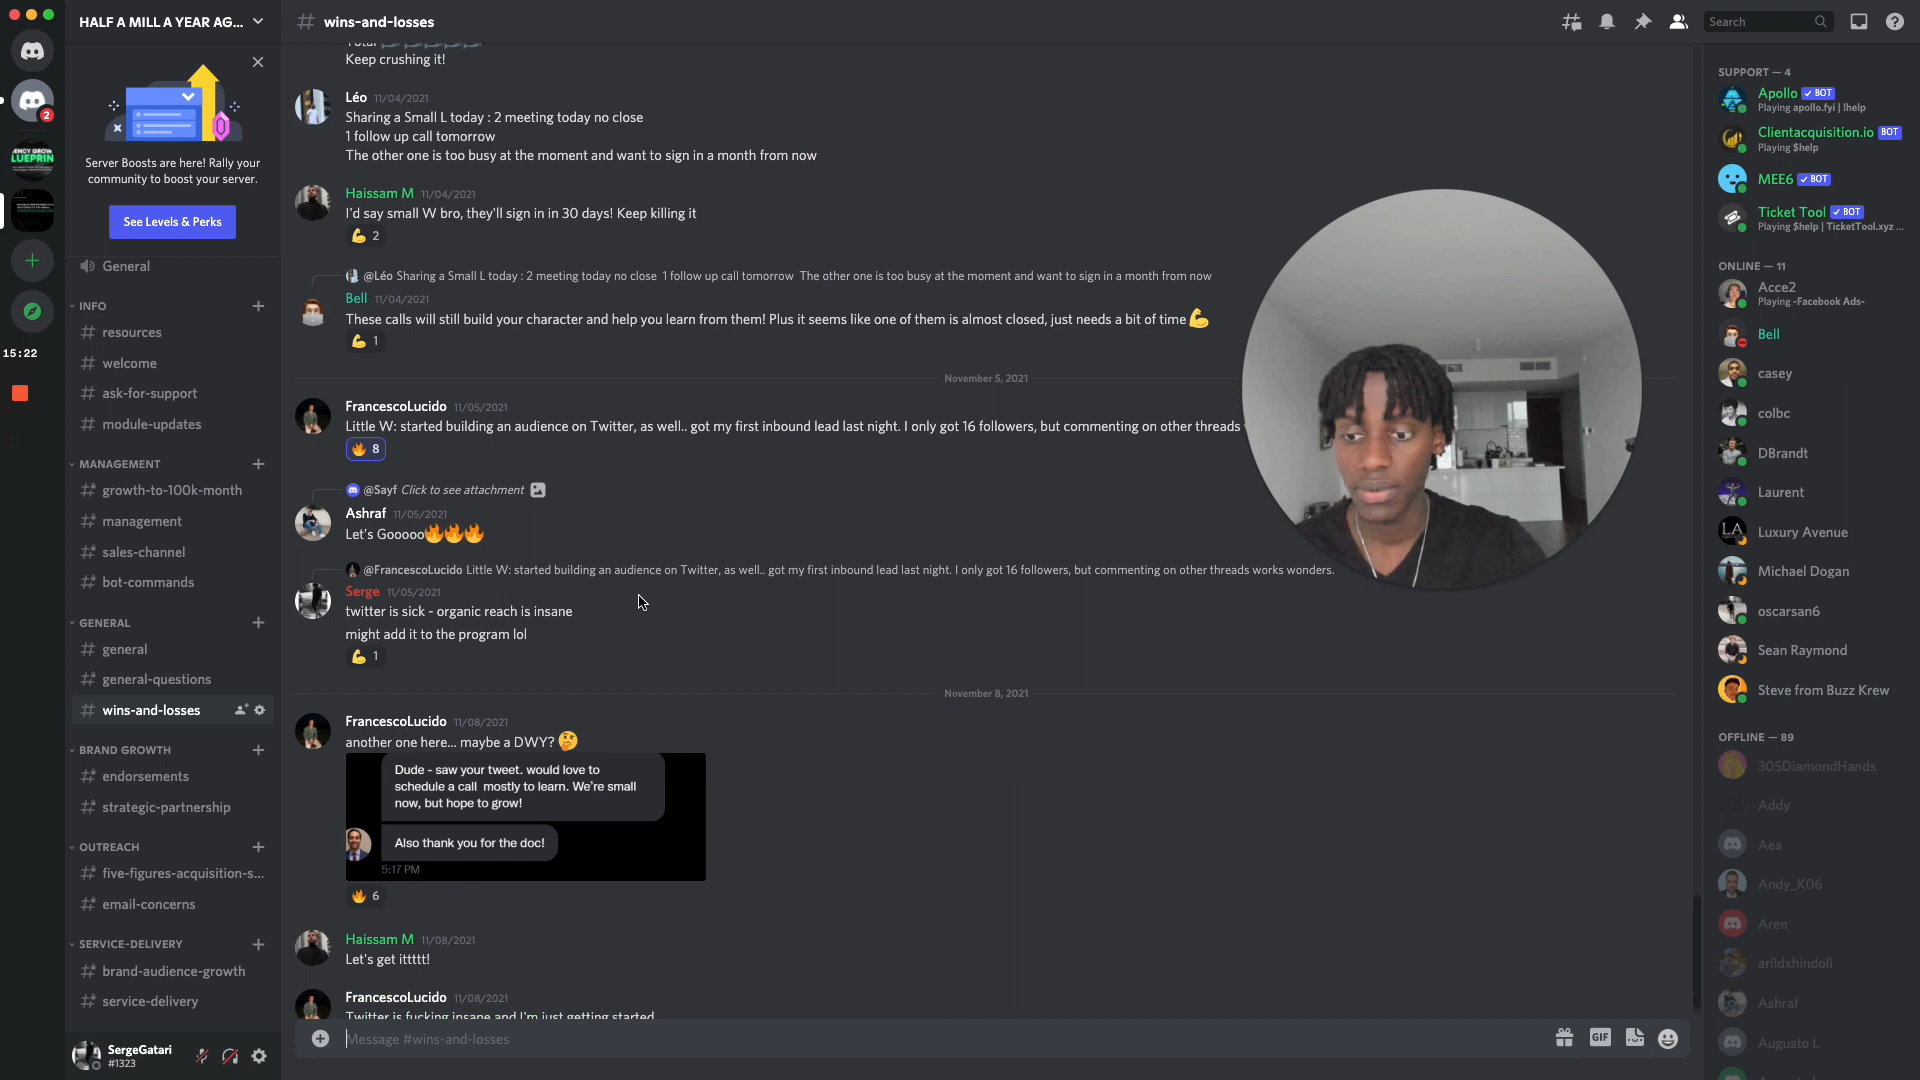 HALF A MILL A YEAR AG...
wins-and-losses
Search
Server Boosts are here! Rally your
community to boost your server.
See Levels & Perks
2
15:22
General
INFO
resources
welcome
ask-for-support
module-updates
MANAGEMENT
growth-to-100k-month
management
sales-channel
bot-commands
GENERAL
general
general-questions
wins-and-losses
BRAND GROWTH
endorsements
strategic-partnership
OUTREACH
five-figures-acquisition-s...
email-concerns
SERVICE-DELIVERY
brand-audience-growth
service-delivery
SergeGatari
#1323
Keep crushing it!
Léo 11/04/2021
Sharing a Small L today : 2 meeting today no close
1 follow up call tomorrow
The other one is too busy at the moment and want to sign in a month from now
Haissam M 11/04/2021
I'd say small W bro, they'll sign in in 30 days! Keep killing it
💪 2
@Léo Sharing a Small L today : 2 meeting today no close 1 follow up call tomorrow The other one is too busy at the moment and want to sign in a month from now
Bell 11/04/2021
These calls will still build your character and help you learn from them! Plus it seems like one of them is almost closed, just needs a bit of time 💪
💪 1
November 5, 2021
FrancescoLucido 11/05/2021
Little W: started building an audience on Twitter, as well.. got my first inbound lead last night. I only got 16 followers, but commenting on other threads
🔥 8
@Sayf Click to see attachment
Ashraf 11/05/2021
Let's Gooooo🔥🔥🔥
@FrancescoLucido Little W: started building an audience on Twitter, as well.. got my first inbound lead last night. I only got 16 followers, but commenting on other threads works wonders.
Serge 11/05/2021
twitter is sick - organic reach is insane
might add it to the program lol
💪 1
November 8, 2021
FrancescoLucido 11/08/2021
another one here... maybe a DWY? 🤔
Dude - saw your tweet. would love to
schedule a call mostly to learn. We're small
now, but hope to grow!
Also thank you for the doc!
5:17 PM
🔥 6
Haissam M 11/08/2021
Let's get ittttt!
FrancescoLucido 11/08/2021
Twitter is fucking insane and I'm just getting started
Message #wins-and-losses
GIF
SUPPORT — 4
Apollo ✓ BOT
Playing apollo.fyi | !help
Clientacquisition.io BOT
Playing $help
MEE6 ✓ BOT
Ticket Tool ✓ BOT
Playing $help | TicketTool.xyz ...
ONLINE — 11
Acce2
Playing -Facebook Ads-
Bell
casey
colbc
DBrandt
Laurent
LA
Luxury Avenue
Michael Dogan
oscarsan6
Sean Raymond
Steve from Buzz Krew
OFFLINE — 89
305DiamondHands
Addy
Aea
Andy_K06
Aren
arildxhindoli
Ashraf
Augusto L